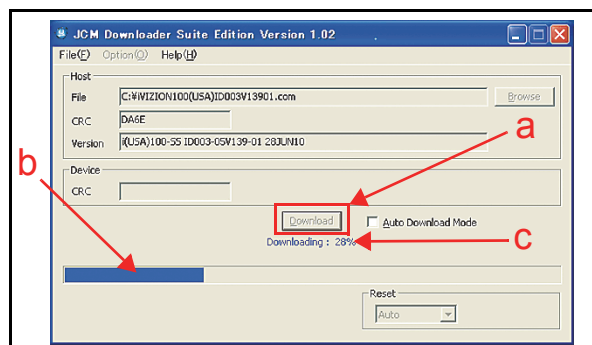 JCM Downloader Suite Edition Version 1.02
File(F) Option(O) Help(H)
Host
File C:¥iVIZION100(USA)ID003V13901.com Browse
a
CRC DA6E
Version i(USA)100-SS ID003-05V139-01 28JUN10
b
Device
CRC
Download Auto Download Mode
Downloading : 28% c
Reset
Auto